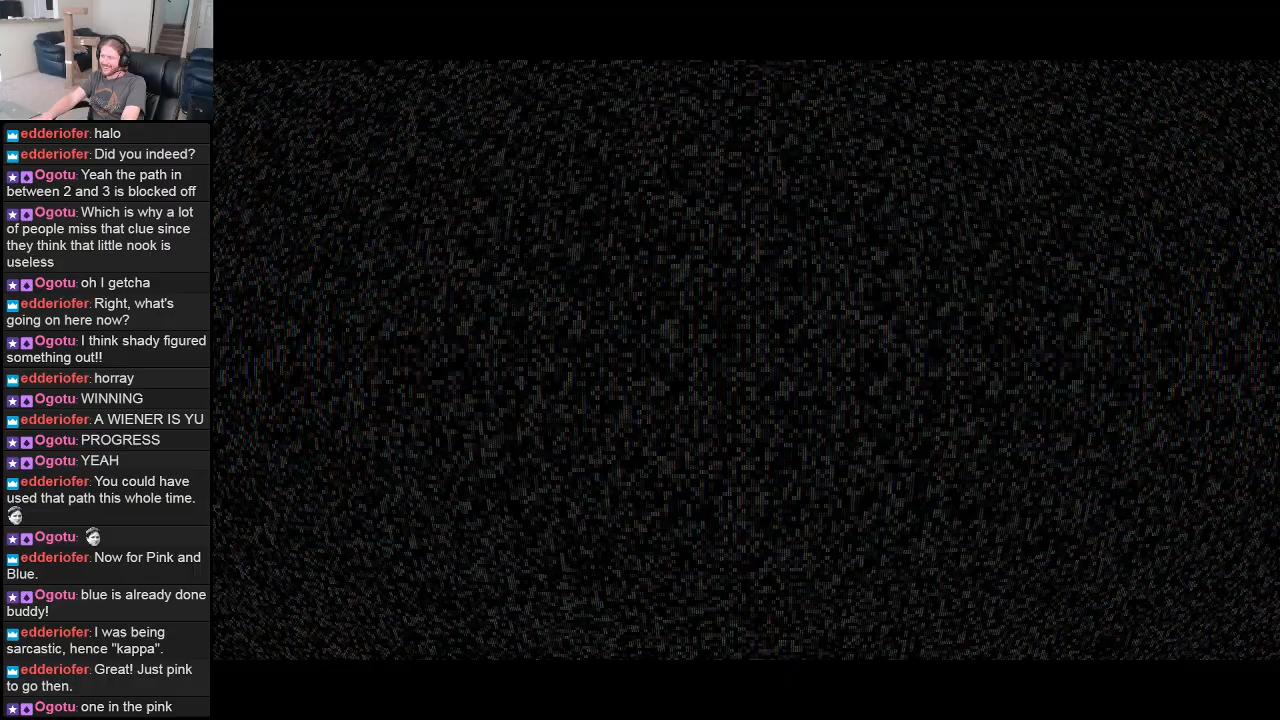 edderiofer: halo
edderiofer: Did you indeed?
Ogotu: Yeah the path in
between 2 and 3 is blocked off
Ogotu: Which is why a lot
of people miss that clue since
they think that little nook is
useless
Ogotu: oh I getcha
edderiofer: Right, what's
going on here now?
Ogotu: I think shady figured
something out!!
edderiofer: horray
Ogotu: WINNING
edderiofer: A WIENER IS YU
Ogotu: PROGRESS
Ogotu: YEAH
edderiofer: You could have
used that path this whole time.
Ogotu:
edderiofer: Now for Pink and
Blue.
Ogotu: blue is already done
buddy!
edderiofer: I was being
sarcastic, hence "kappa".
edderiofer: Great! Just pink
to go then.
Ogotu: one in the pink